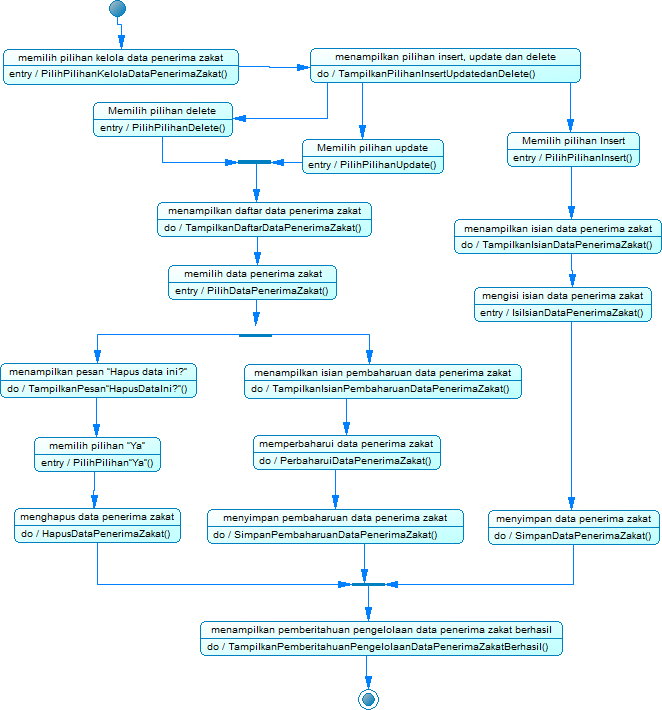 memilih pilihan kelola data penerima zakat
entry / PilihPilihanKelolaDataPenerimaZakat()
menampilkan pilihan insert, update dan delete
do / TampilkanPilihanInsertUpdatedanDelete()
Memilih pilihan delete
entry / PilihPilihanDelete()
Memilih pilihan update
entry / PilihPilihanUpdate()
Memilih pilihan Insert
entry / PilihPilihanInsert()
menampilkan daftar data penerima zakat
do / TampilkanDaftarDataPenerimaZakat()
menampilkan isian data penerima zakat
do / TampilkanIsianDataPenerimaZakat()
memilih data penerima zakat
entry / PilihDataPenerimaZakat()
mengisi isian data penerima zakat
entry / IsiIsianDataPenerimaZakat()
menampilkan pesan "Hapus data ini?"
do / TampilkanPesan"HapusDataIni?"()
menampilkan isian pembaharuan data penerima zakat
do / TampilkanIsianPembaharuanDataPenerimaZakat()
memilih pilihan "Ya"
entry / PilihPilihan"Ya"()
memperbaharui data penerima zakat
do / PerbaharuiDataPenerimaZakat()
menghapus data penerima zakat
do / HapusDataPenerimaZakat()
menyimpan pembaharuan data penerima zakat
do / SimpanPembaharuanDataPenerimaZakat()
menyimpan data penerima zakat
do / SimpanDataPenerimaZakat()
menampilkan pemberitahuan pengelolaan data penerima zakat berhasil
do / TampilkanPemberitahuanPengelolaanDataPenerimaZakatBerhasil()